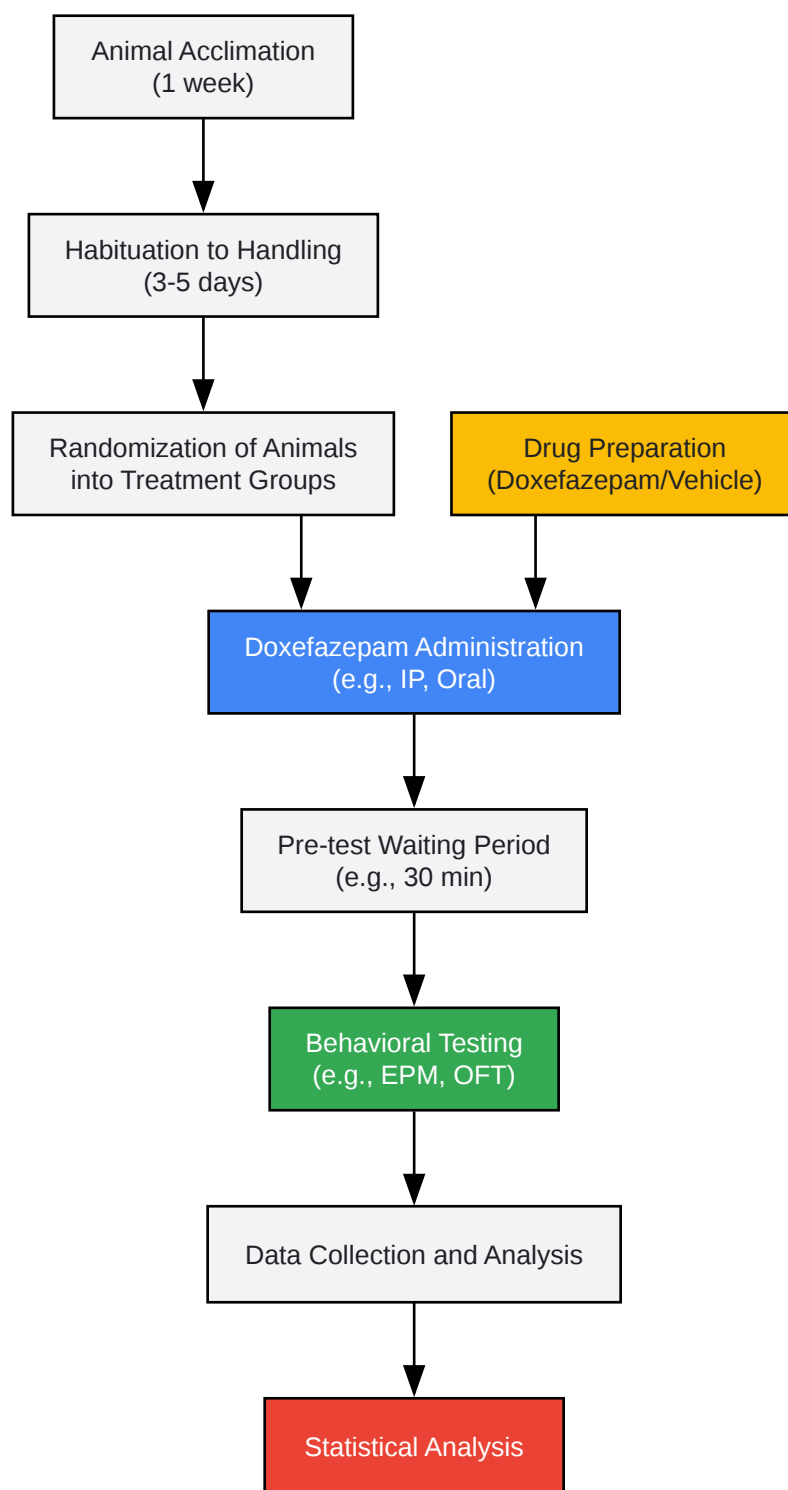 Animal Acclimation
(1 week)
Habituation to Handling
(3-5 days)
Randomization of Animals
into Treatment Groups
Drug Preparation
(Doxefazepam/Vehicle)
Doxefazepam Administration
(e.g., IP, Oral)
Pre-test Waiting Period
(e.g., 30 min)
Behavioral Testing
(e.g., EPM, OFT)
Data Collection and Analysis
Statistical Analysis